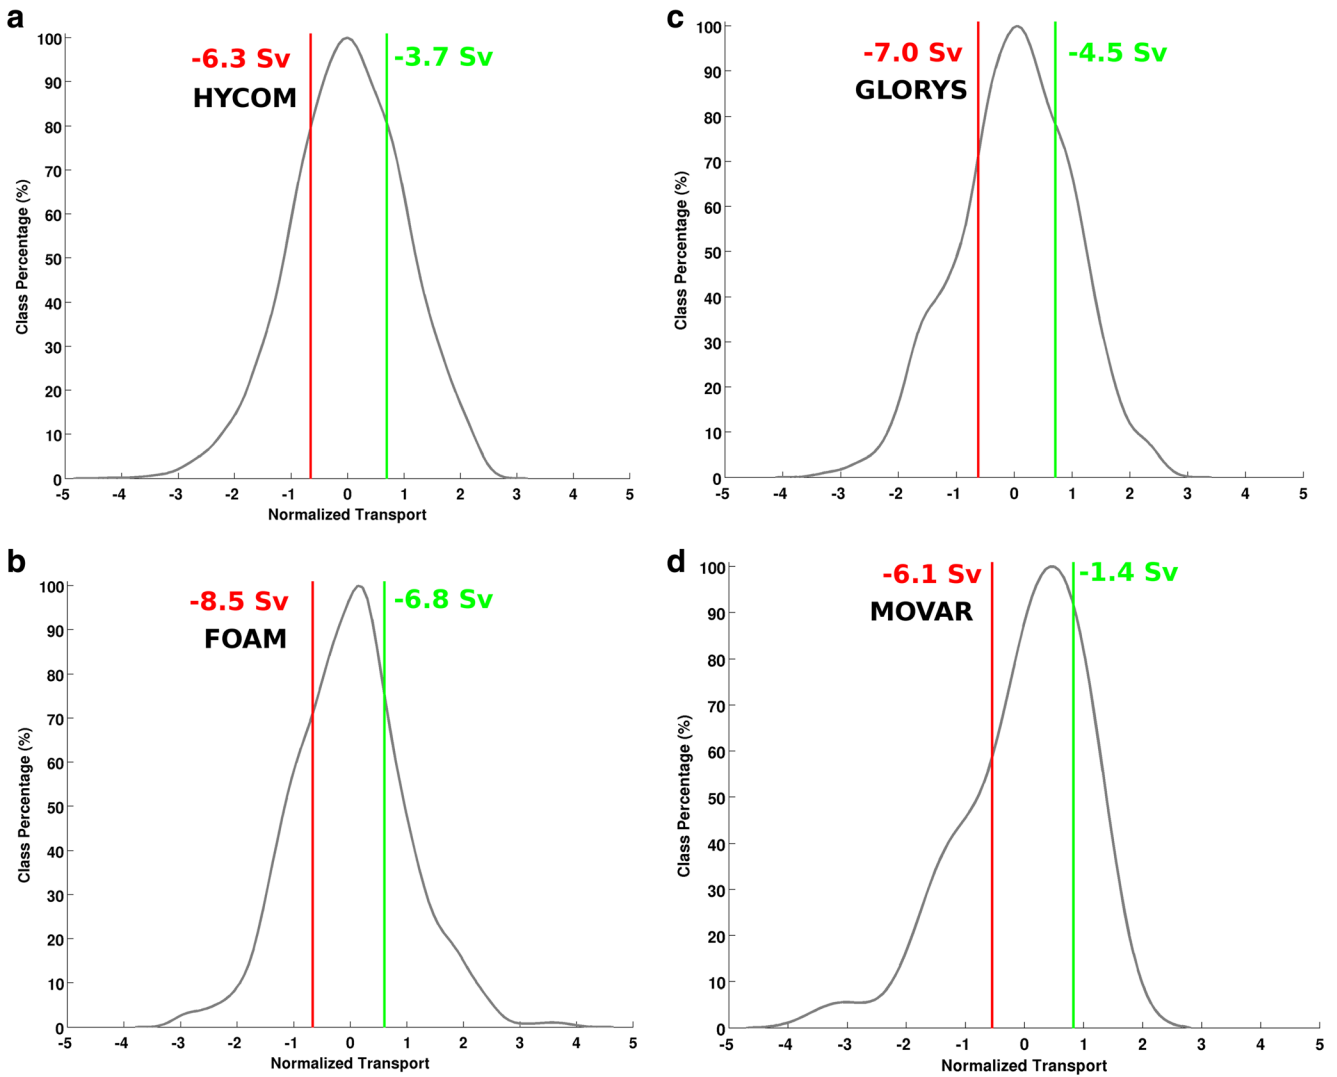 a
-6.3 Sv
-3.7 Sv
HYCOM
100
90
80
70
60
50
40
30
20
10
0
Class Percentage (%)
-5 -4 -3 -2 -1 0 1 2 3 4 5
Normalized Transport
c
-7.0 Sv
-4.5 Sv
GLORYS
100
90
80
70
60
50
40
30
20
10
0
Class Percentage (%)
-5 -4 -3 -2 -1 0 1 2 3 4 5
b
-8.5 Sv
-6.8 Sv
FOAM
100
90
80
70
60
50
40
30
20
10
0
Class Percentage (%)
-5 -4 -3 -2 -1 0 1 2 3 4 5
Normalized Transport
d
-6.1 Sv
-1.4 Sv
MOVAR
100
90
80
70
60
50
40
30
20
10
0
Class Percentage (%)
-5 -4 -3 -2 -1 0 1 2 3 4 5
Normalized Transport